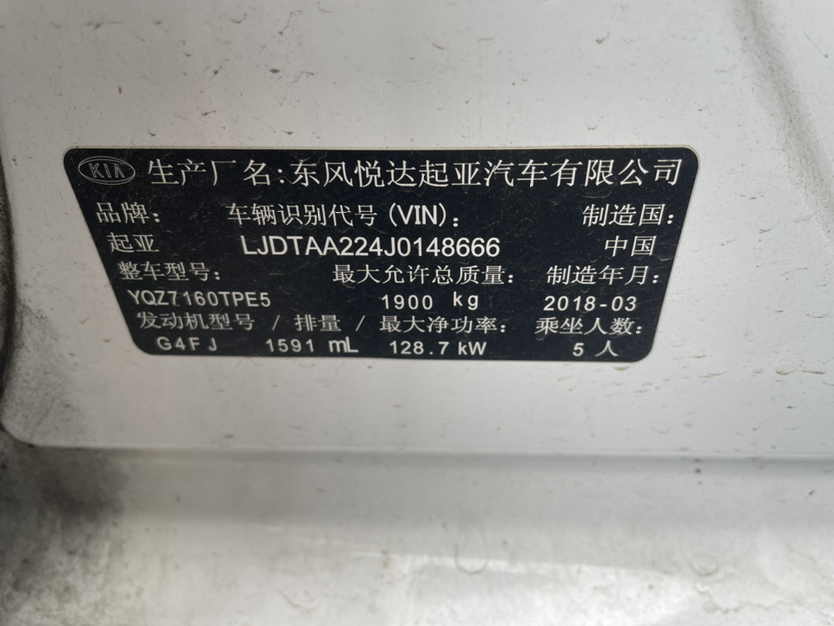 KIA 生产厂名:东风悦达起亚汽车有限公司
品牌: 车辆识别代号(VIN): 制造国:
起亚 LJDTAA224J0148666 中国
整车型号: 最大允许总质量: 制造年月:
YQZ7160TPE5 1900 kg 2018-03
发动机型号 / 排量 / 最大净功率: 乘坐人数:
G4FJ 1591 mL 128.7 kW 5 人